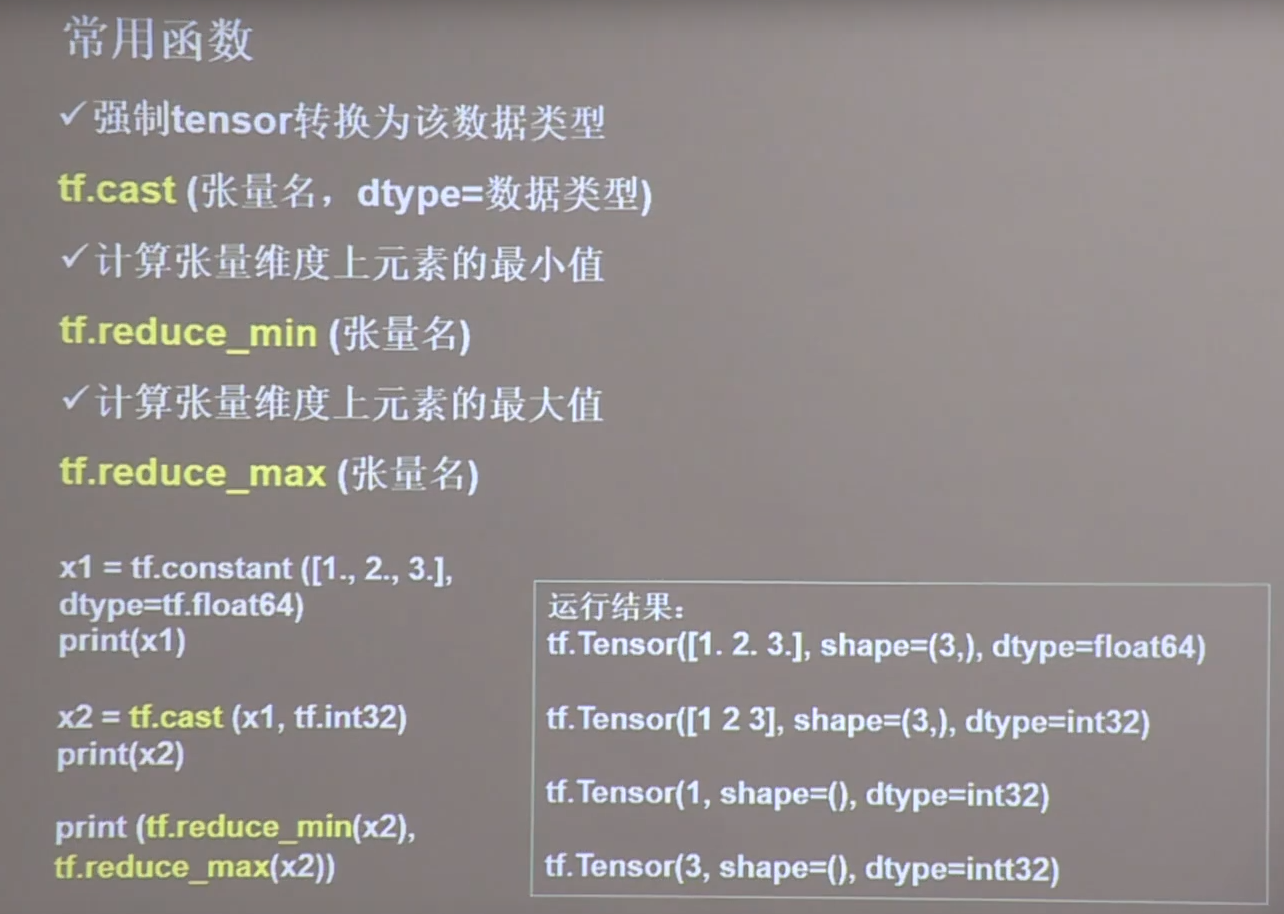 常用函数
✓强制tensor转换为该数据类型
tf.cast (张量名，dtype=数据类型)
✓计算张量维度上元素的最小值
tf.reduce_min (张量名)
✓计算张量维度上元素的最大值
tf.reduce_max (张量名)
x1 = tf.constant ([1., 2., 3.],
dtype=tf.float64)
print(x1)
x2 = tf.cast (x1, tf.int32)
print(x2)
print (tf.reduce_min(x2),
tf.reduce_max(x2))
运行结果：
tf.Tensor([1. 2. 3.], shape=(3,), dtype=float64)
tf.Tensor([1 2 3], shape=(3,), dtype=int32)
tf.Tensor(1, shape=(), dtype=int32)
tf.Tensor(3, shape=(), dtype=intt32)